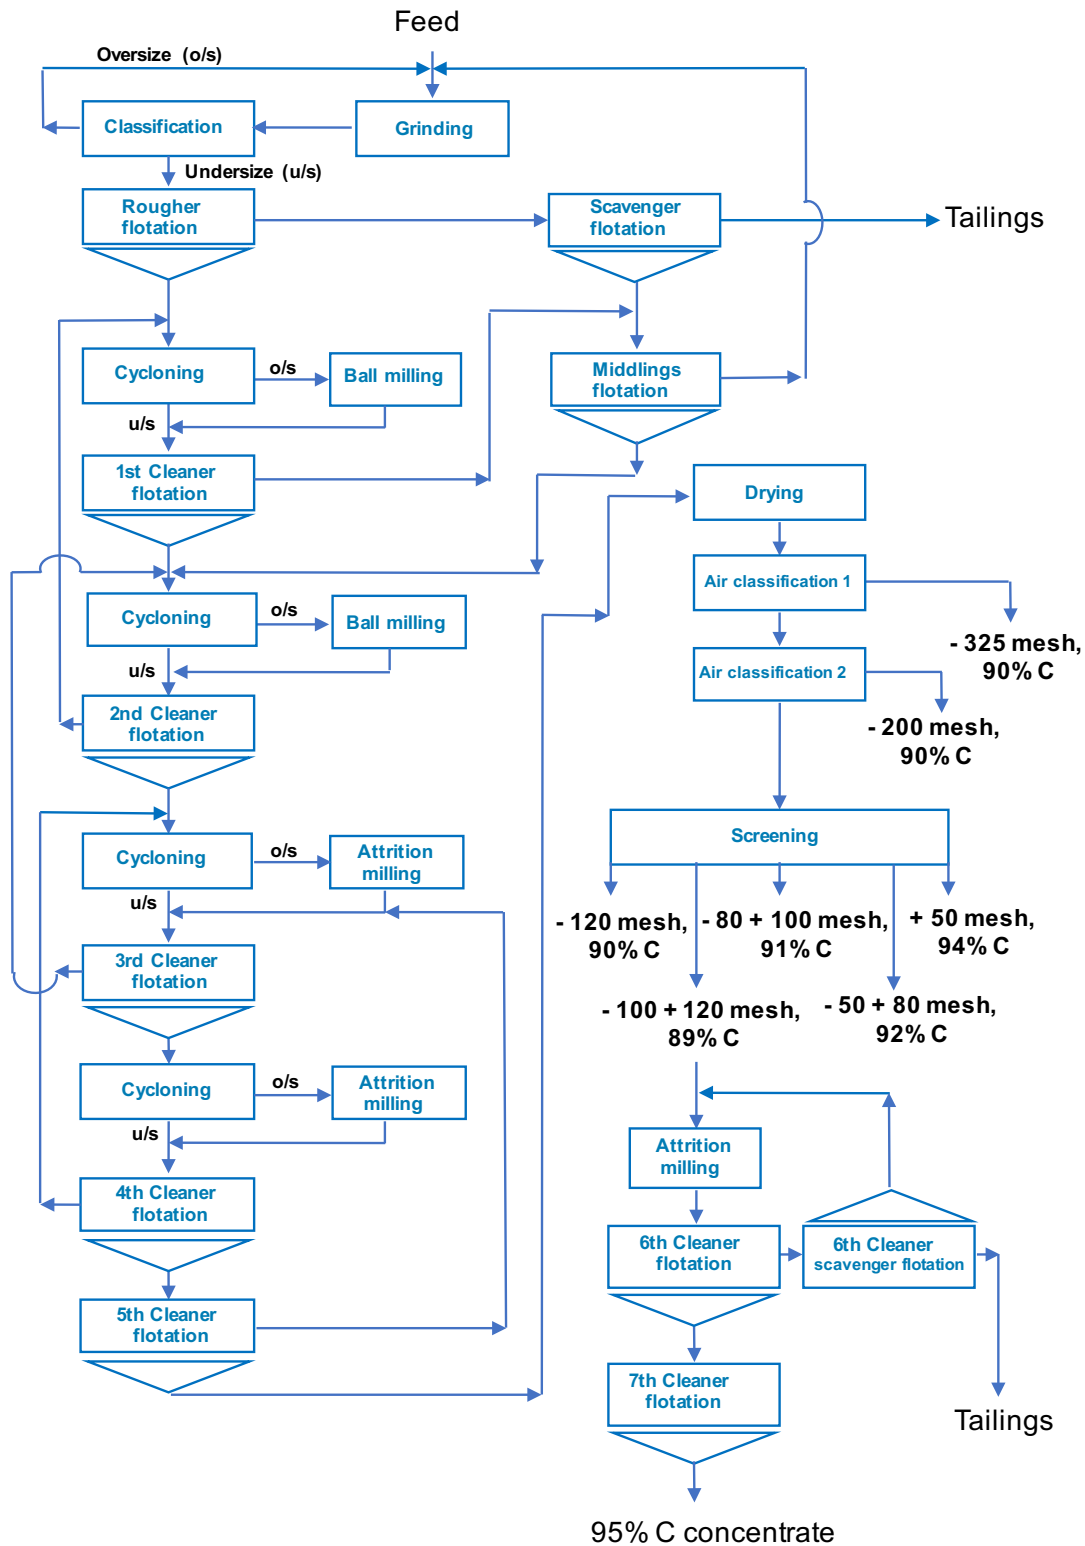 Feed
Oversize (o/s)
Classification
Grinding
Undersize (u/s)
Rougher
flotation
Scavenger
flotation
Tailings
Cycloning
o/s
Ball milling
Middlings
flotation
u/s
1st Cleaner
flotation
Drying
Air classification 1
Cycloning
o/s
Ball milling
- 325 mesh,
90% C
u/s
Air classification 2
2nd Cleaner
flotation
- 200 mesh,
90% C
Cycloning
o/s
Attrition
milling
Screening
u/s
- 120 mesh,
90% C
- 80 + 100 mesh,
91% C
+ 50 mesh,
94% C
3rd Cleaner
flotation
- 100 + 120 mesh,
89% C
- 50 + 80 mesh,
92% C
Cycloning
o/s
Attrition
milling
u/s
Attrition
milling
4th Cleaner
flotation
6th Cleaner
flotation
6th Cleaner
scavenger flotation
5th Cleaner
flotation
7th Cleaner
flotation
Tailings
95% C concentrate